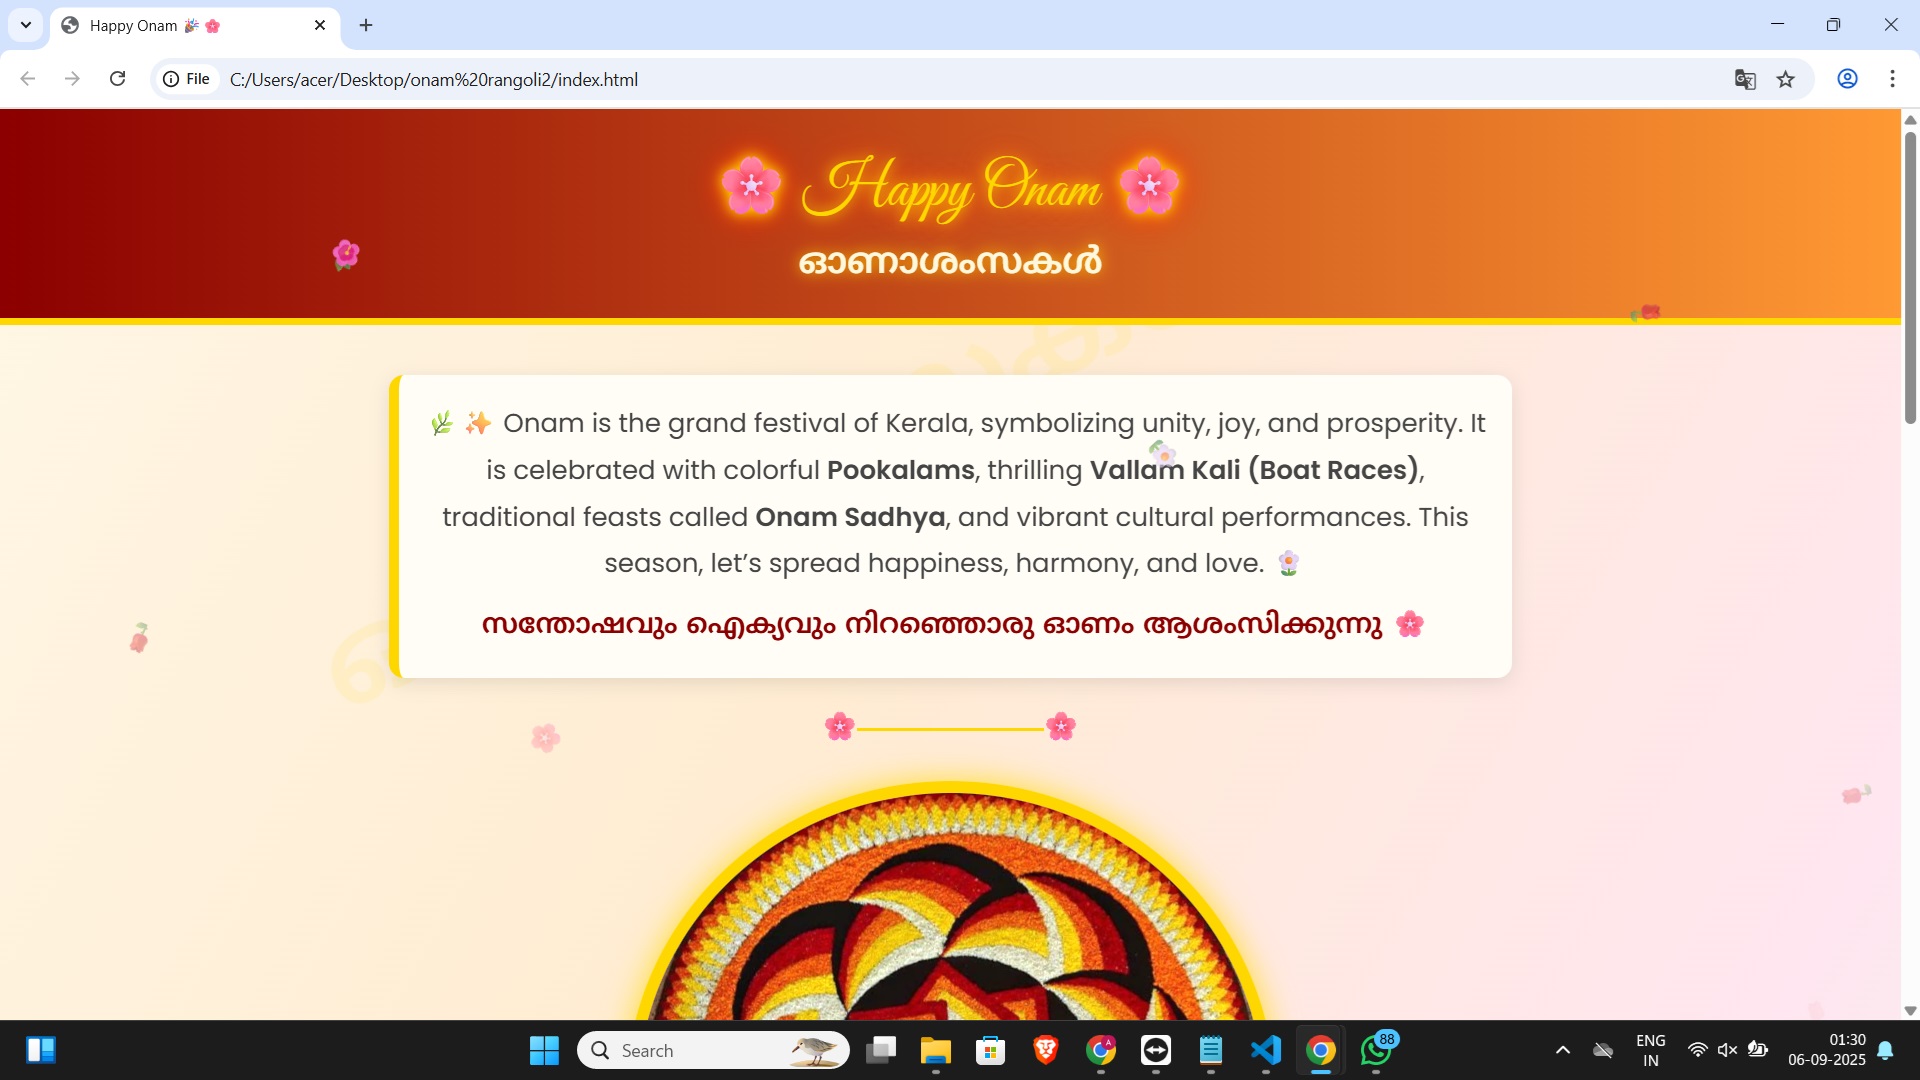 Happy Onam 🎉 🌸
File
C:/Users/acer/Desktop/onam%20rangoli2/index.html
🌸 Happy Onam 🌸
ഓണാശംസകൾ
🌿 ✨ Onam is the grand festival of Kerala, symbolizing unity, joy, and prosperity. It
is celebrated with colorful Pookalams, thrilling Vallam Kali (Boat Races),
traditional feasts called Onam Sadhya, and vibrant cultural performances. This
season, let’s spread happiness, harmony, and love. 🌼
സന്തോഷവും ഐക്യവും നിറഞ്ഞൊരു ഓണം ആശംസിക്കുന്നു 🌸
Search
88
ENG
IN
01:30
06-09-2025